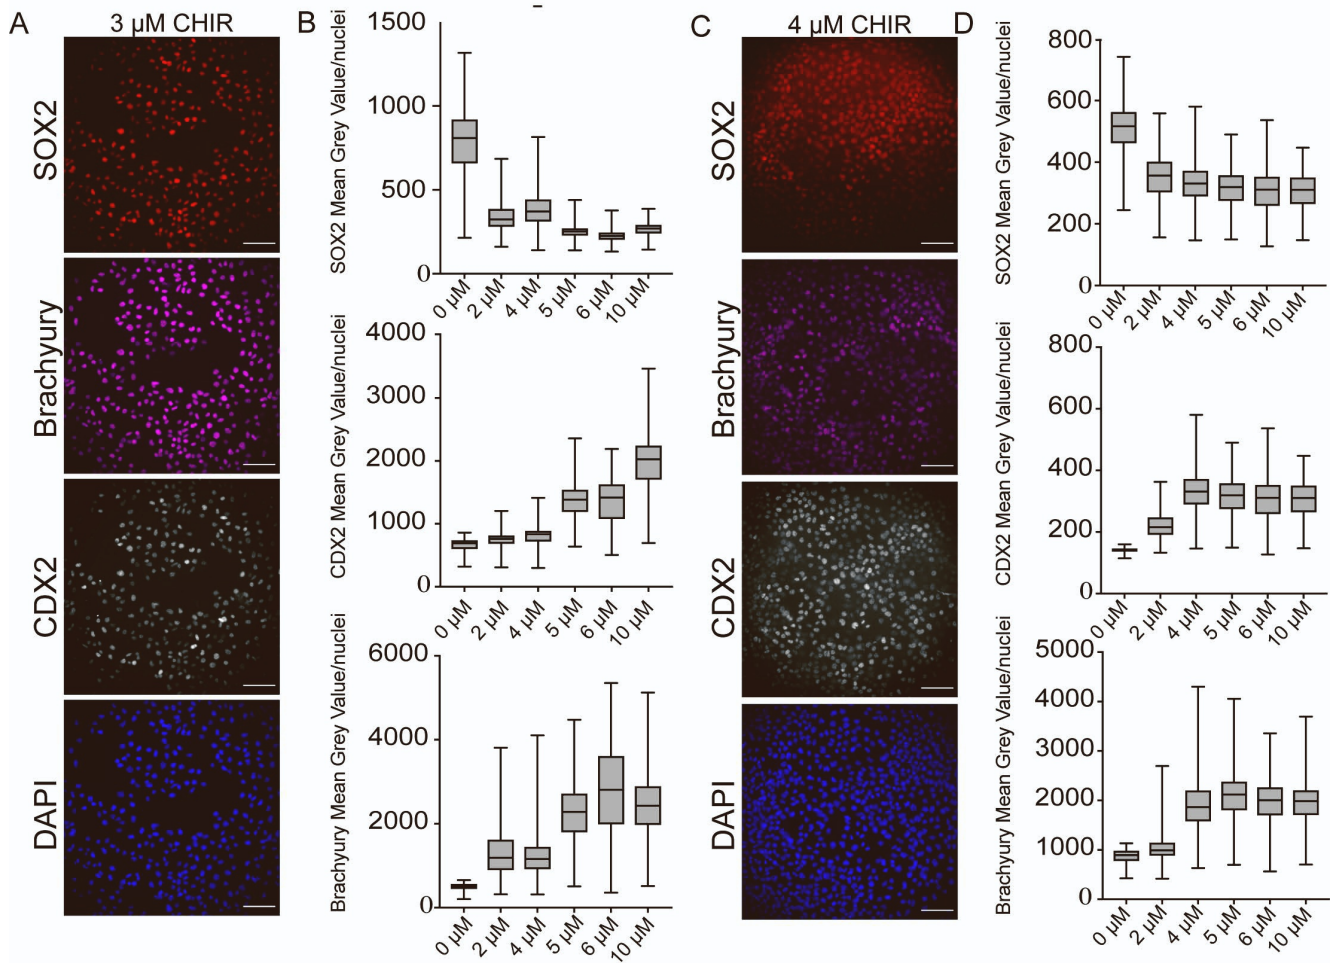 A
3 µM CHIR
SOX2
Brachyury
CDX2
DAPI
B
SOX2 Mean Grey Value/nuclei
1500
1000
500
0
0 µM
2 µM
4 µM
5 µM
6 µM
10 µM
CDX2 Mean Grey Value/nuclei
4000
3000
2000
1000
0
0 µM
2 µM
4 µM
5 µM
6 µM
10 µM
Brachyury Mean Grey Value/nuclei
6000
4000
2000
0
0 µM
2 µM
4 µM
5 µM
6 µM
10 µM
C
4 µM CHIR
SOX2
Brachyury
CDX2
DAPI
D
SOX2 Mean Grey Value/nuclei
800
600
400
200
0
0 µM
2 µM
4 µM
5 µM
6 µM
10 µM
CDX2 Mean Grey Value/nuclei
800
600
400
200
0
0 µM
2 µM
4 µM
5 µM
6 µM
10 µM
Brachyury Mean Grey Value/nuclei
5000
4000
3000
2000
1000
0
0 µM
2 µM
4 µM
5 µM
6 µM
10 µM